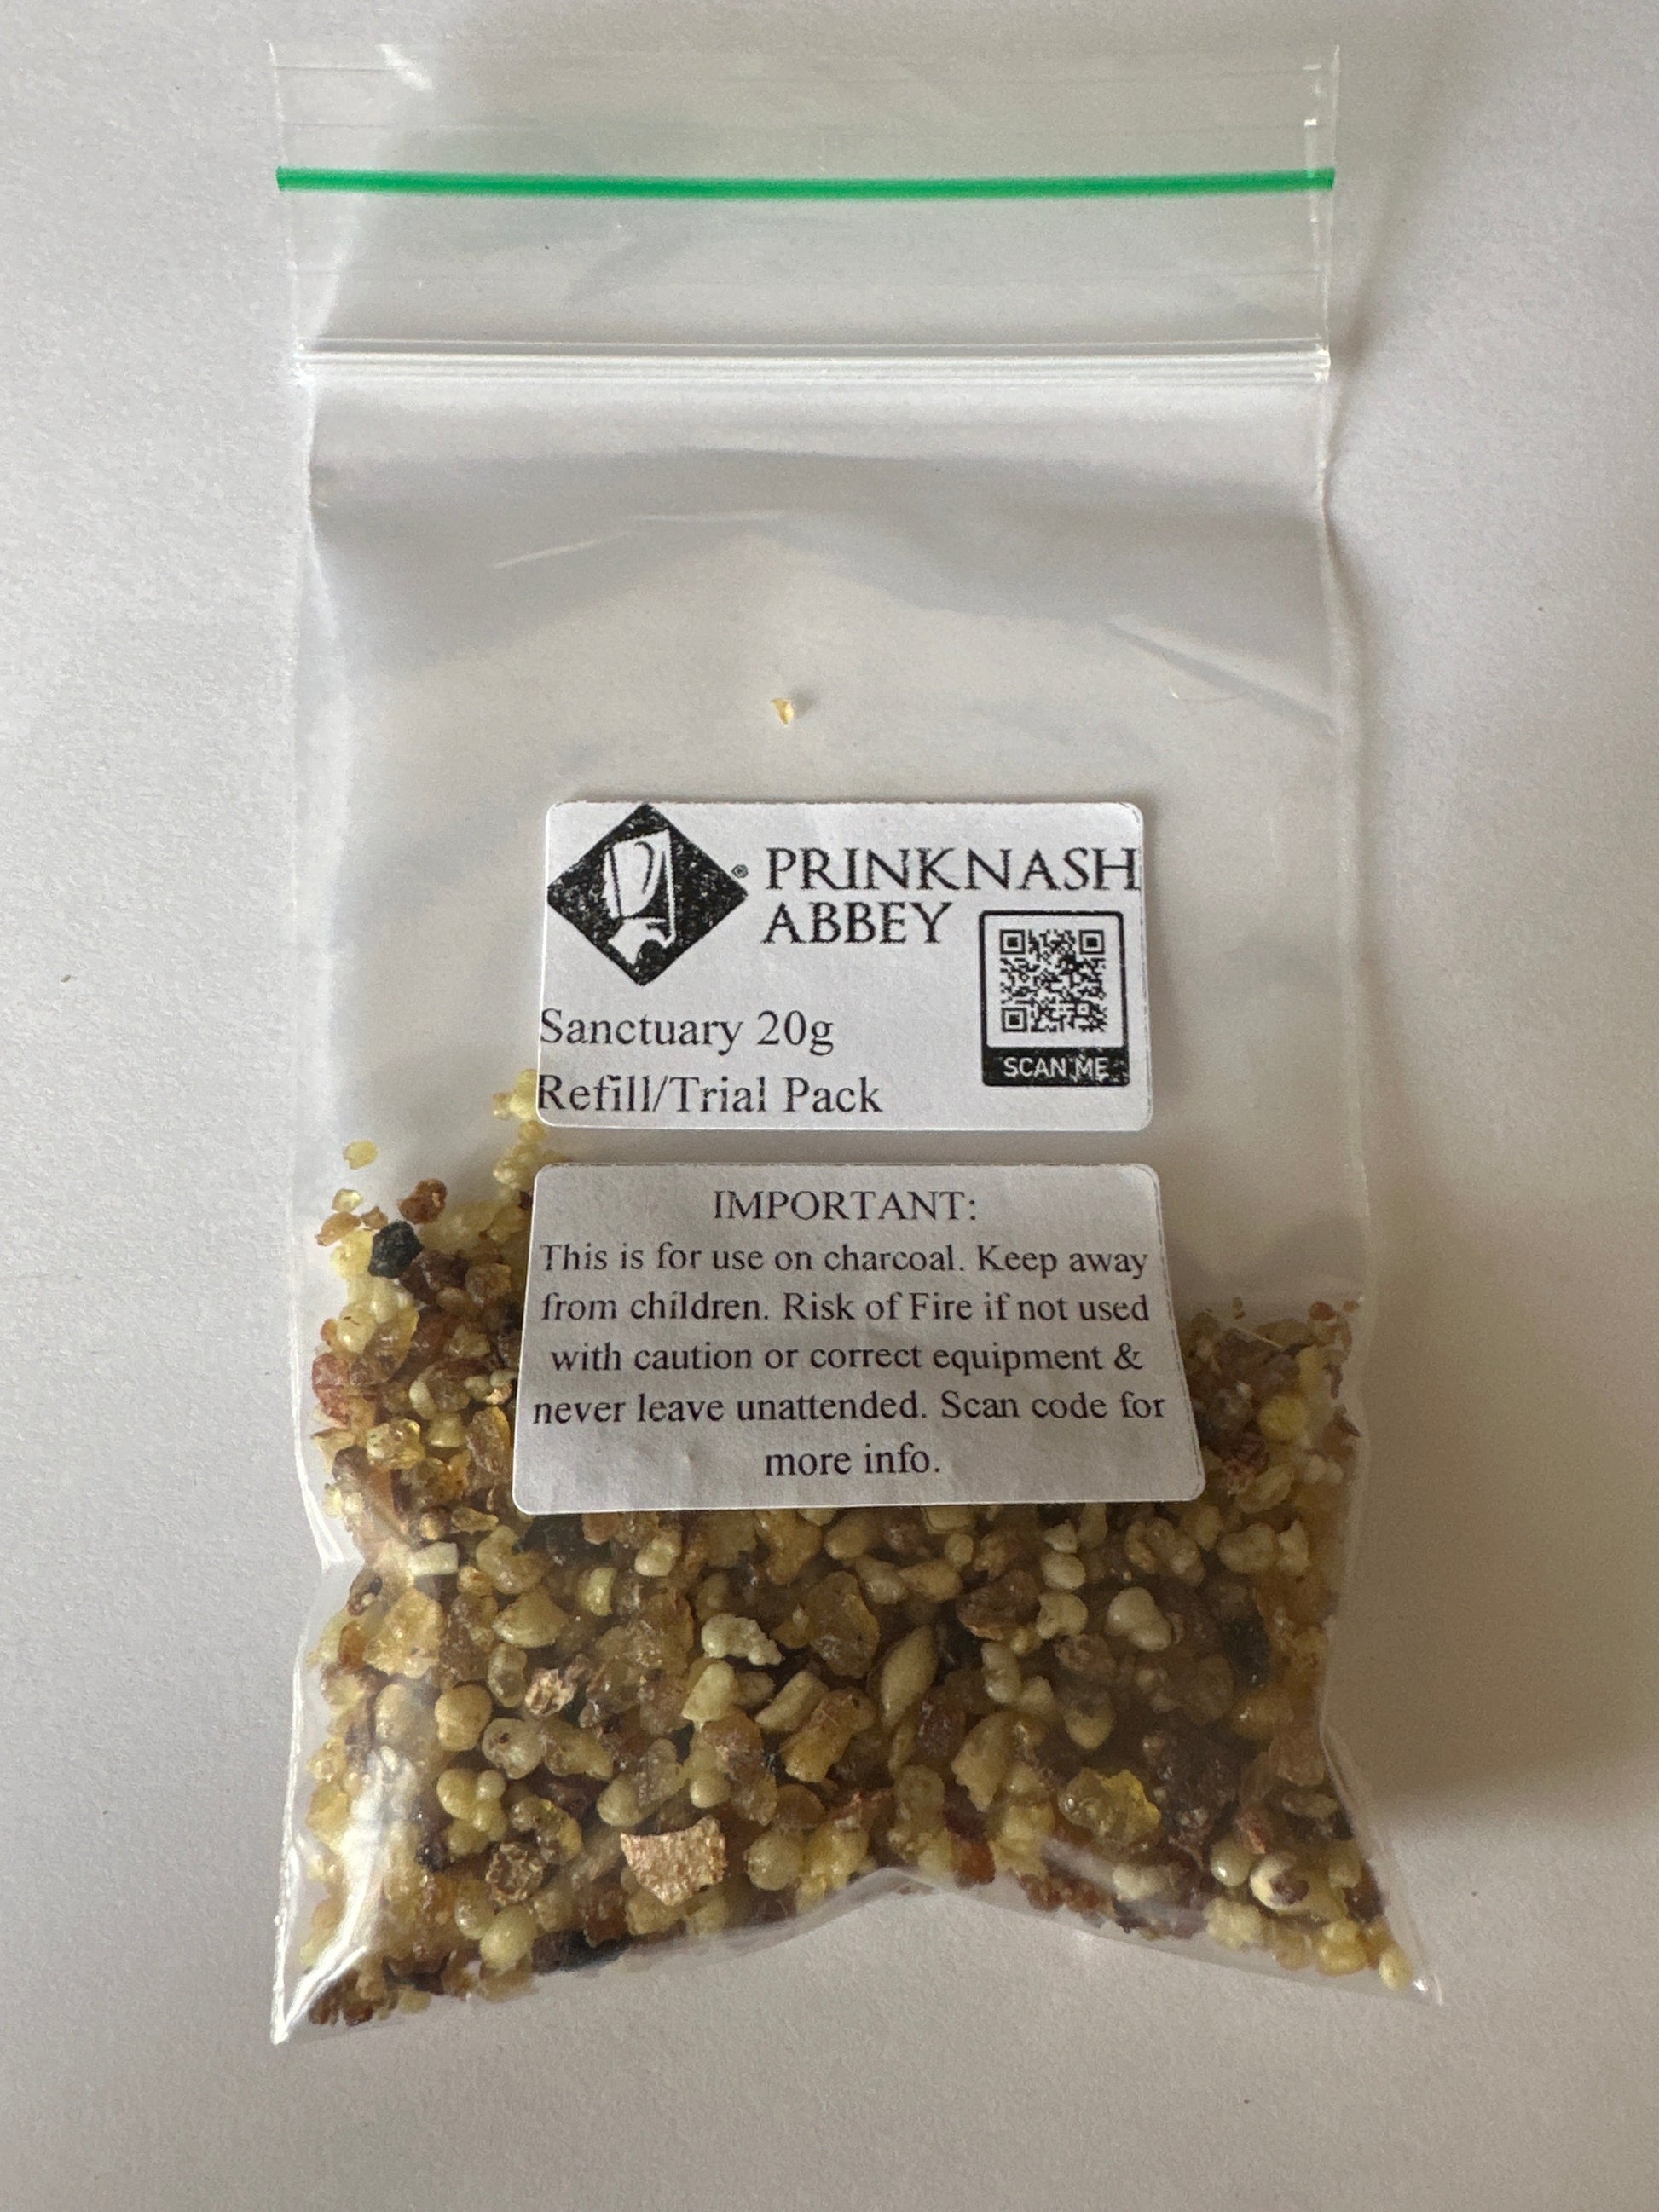 PRINKNASH
ABBEY
Sanctuary 20g
Refill/Trial Pack
SCAN ME
IMPORTANT:
This is for use on charcoal. Keep away
from children. Risk of Fire if not used
with caution or correct equipment &
never leave unattended. Scan code for
more info.